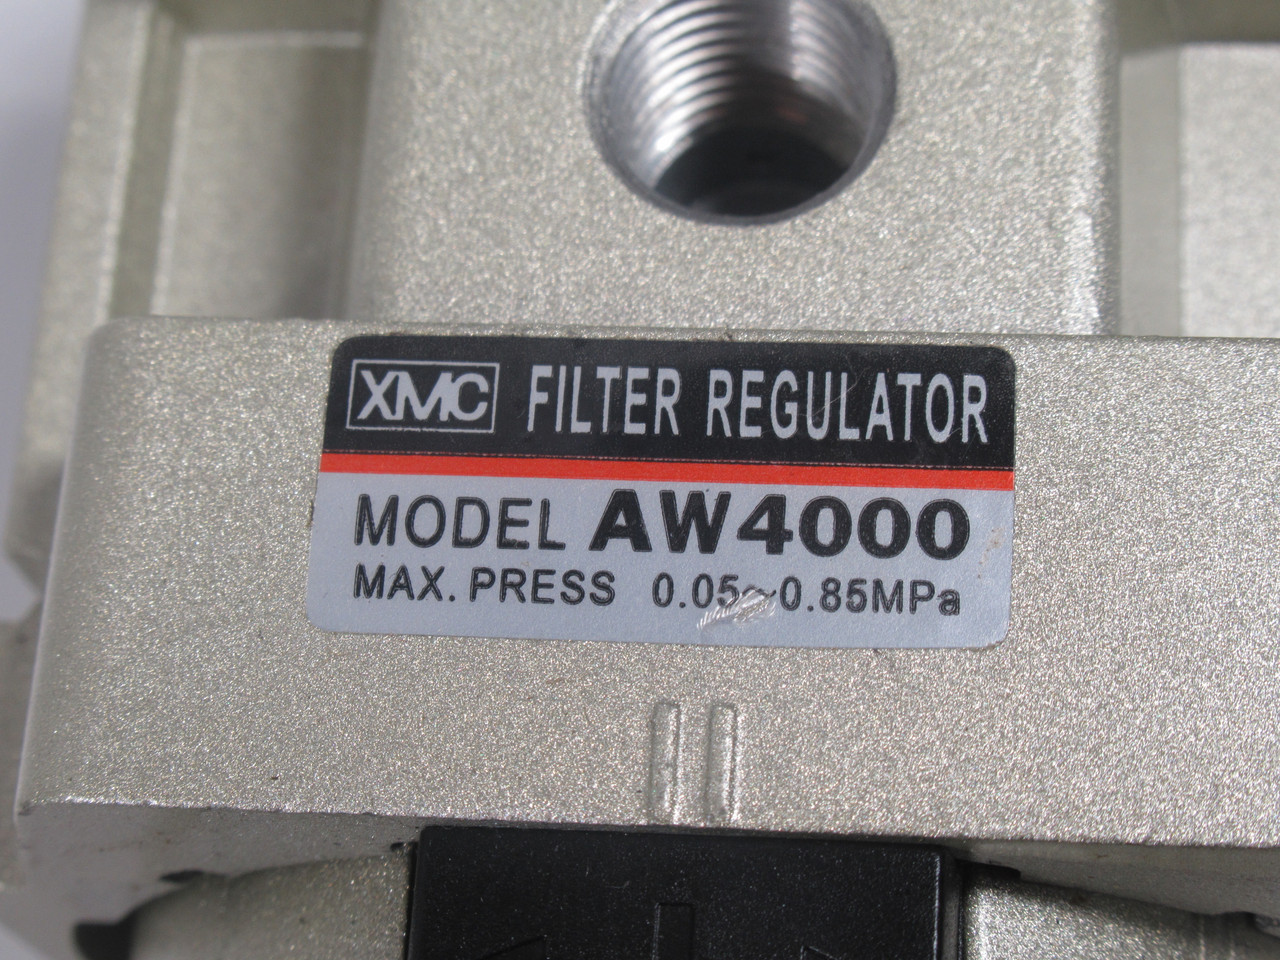 XMC FILTER REGULATOR
MODEL AW4000
MAX. PRESS 0.05~0.85MPa